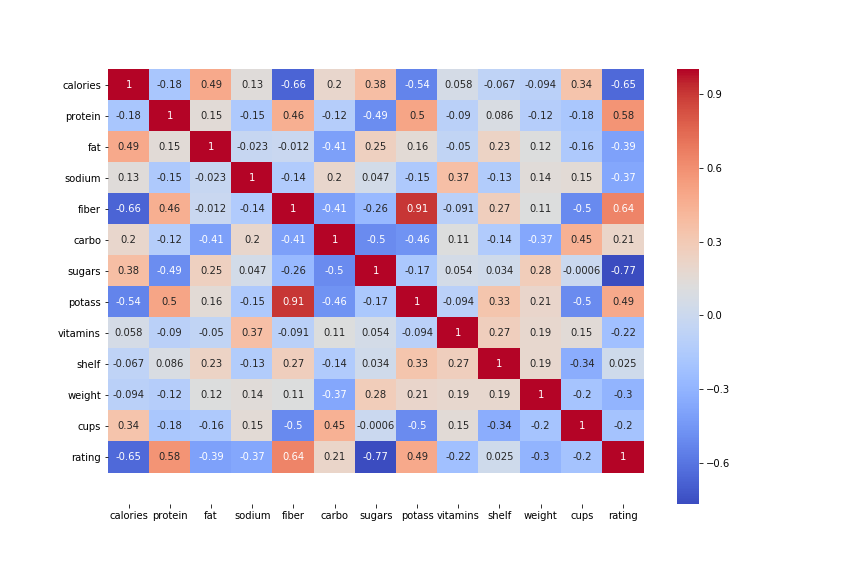 calories 1 -0.18 0.49 0.13 -0.66 0.2 0.38 -0.54 0.058 -0.067 -0.094 0.34 -0.65
protein -0.18 1 0.15 -0.15 0.46 -0.12 -0.49 0.5 -0.09 0.086 -0.12 -0.18 0.58
fat 0.49 0.15 1 -0.023 -0.012 -0.41 0.25 0.16 -0.05 0.23 0.12 -0.16 -0.39
sodium 0.13 -0.15 -0.023 1 -0.14 0.2 0.047 -0.15 0.37 -0.13 0.14 0.15 -0.37
fiber -0.66 0.46 -0.012 -0.14 1 -0.41 -0.26 0.91 -0.091 0.27 0.11 -0.5 0.64
carbo 0.2 -0.12 -0.41 0.2 -0.41 1 -0.5 -0.46 0.11 -0.14 -0.37 0.45 0.21
sugars 0.38 -0.49 0.25 0.047 -0.26 -0.5 1 -0.17 0.054 0.034 0.28 -0.0006 -0.77
potass -0.54 0.5 0.16 -0.15 0.91 -0.46 -0.17 1 -0.094 0.33 0.21 -0.5 0.49
vitamins 0.058 -0.09 -0.05 0.37 -0.091 0.11 0.054 -0.094 1 0.27 0.19 0.15 -0.22
shelf -0.067 0.086 0.23 -0.13 0.27 -0.14 0.034 0.33 0.27 1 0.19 -0.34 0.025
weight -0.094 -0.12 0.12 0.14 0.11 -0.37 0.28 0.21 0.19 0.19 1 -0.2 -0.3
cups 0.34 -0.18 -0.16 0.15 -0.5 0.45 -0.0006 -0.5 0.15 -0.34 -0.2 1 -0.2
rating -0.65 0.58 -0.39 -0.37 0.64 0.21 -0.77 0.49 -0.22 0.025 -0.3 -0.2 1
calories protein fat sodium fiber carbo sugars potass vitamins shelf weight cups rating
0.9
0.6
0.3
0.0
−0.3
−0.6